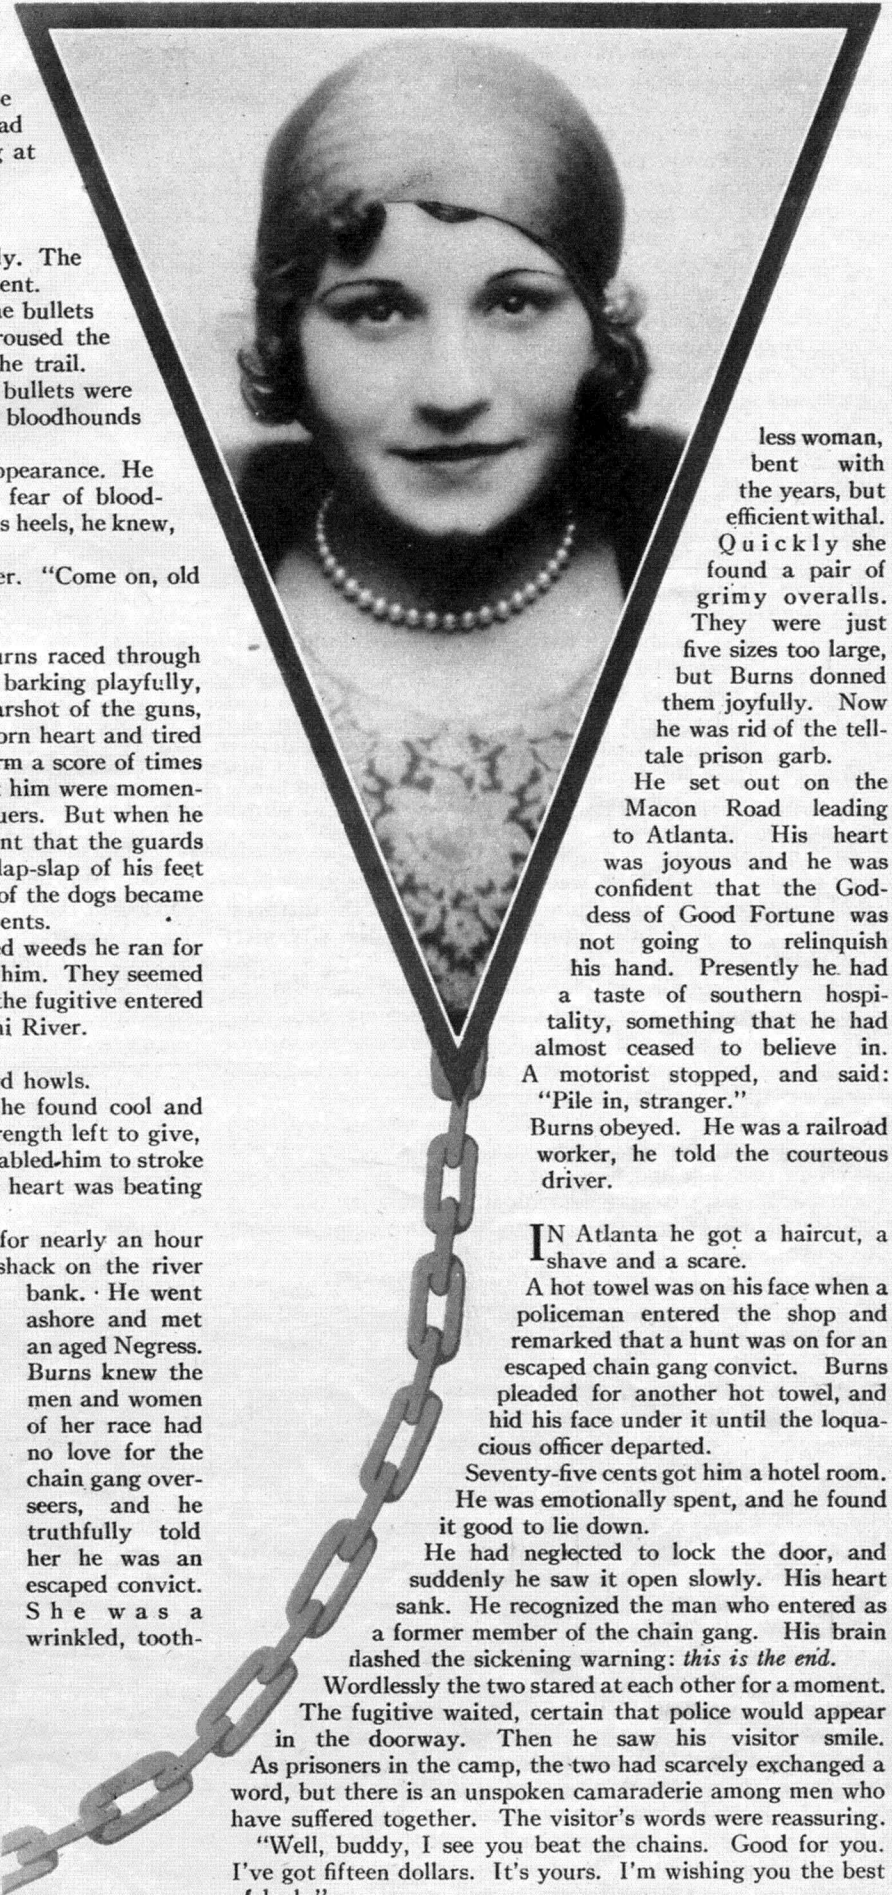 e
ad
g at
ly. The
ent.
e bullets
roused the
he trail.
bullets were
bloodhounds
ppearance. He
fear of blood-
s heels, he knew,
er. "Come on, old
urns raced through
barking playfully,
arshot of the guns,
orn heart and tired
rm a score of times
t him were momen-
uers. But when he
nt that the guards
lap-slap of his feet
of the dogs became
ents.
ed weeds he ran for
him. They seemed
the fugitive entered
ni River.
d howls.
he found cool and
rength left to give,
abled him to stroke
heart was beating
for nearly an hour
shack on the river
bank. He went
ashore and met
an aged Negress.
Burns knew the
men and women
of her race had
no love for the
chain gang over-
seers, and he
truthfully told
her he was an
escaped convict.
She was a
wrinkled, tooth-
less woman,
bent with
the years, but
efficient withal.
Quickly she
found a pair of
grimy overalls.
They were just
five sizes too large,
but Burns donned
them joyfully. Now
he was rid of the tell-
tale prison garb.
He set out on the
Macon Road leading
to Atlanta. His heart
was joyous and he was
confident that the God-
dess of Good Fortune was
not going to relinquish
his hand. Presently he had
a taste of southern hospi-
tality, something that he had
almost ceased to believe in.
A motorist stopped, and said:
"Pile in, stranger."
Burns obeyed. He was a railroad
worker, he told the courteous
driver.
IN Atlanta he got a haircut, a
shave and a scare.
A hot towel was on his face when a
policeman entered the shop and
remarked that a hunt was on for an
escaped chain gang convict. Burns
pleaded for another hot towel, and
hid his face under it until the loqua-
cious officer departed.
Seventy-five cents got him a hotel room.
He was emotionally spent, and he found
it good to lie down.
He had neglected to lock the door, and
suddenly he saw it open slowly. His heart
sank. He recognized the man who entered as
a former member of the chain gang. His brain
flashed the sickening warning: this is the end.
Wordlessly the two stared at each other for a moment.
The fugitive waited, certain that police would appear
in the doorway. Then he saw his visitor smile.
As prisoners in the camp, the two had scarcely exchanged a
word, but there is an unspoken camaraderie among men who
have suffered together. The visitor's words were reassuring.
"Well, buddy, I see you beat the chains. Good for you.
I've got fifteen dollars. It's yours. I'm wishing you the best